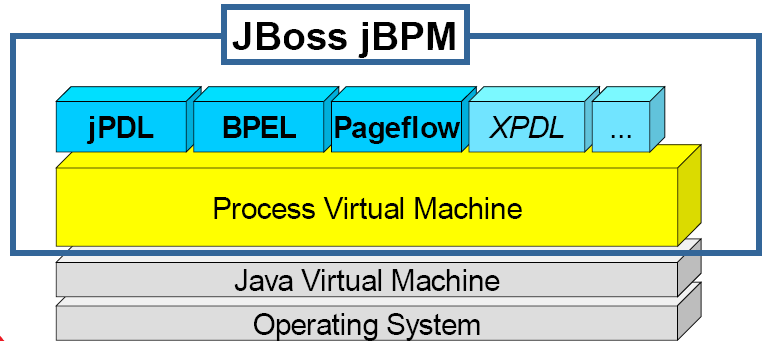 JBoss jBPM
jPDL BPEL Pageflow XPDL ...
Process Virtual Machine
Java Virtual Machine
Operating System